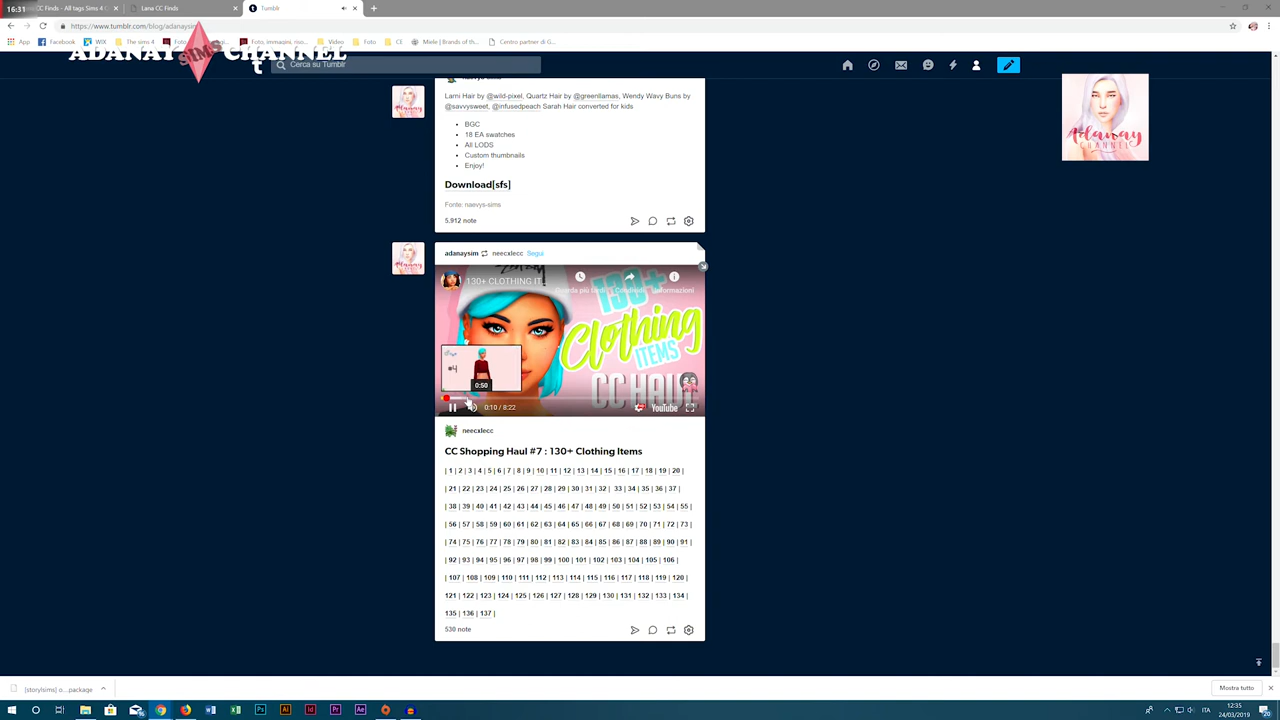 16:31
CC Finds - All tags Sims 4
Lana CC Finds
Tumblr
https://www.tumblr.com/blog/adanaysim
App
Facebook
WIX
The sims 4
Foto, immagini, risi...
Video
Foto
CE
Miele | Brands of th...
Centro partner di G...
ADANAY SIMS CHANNEL
Cerca su Tumblr
Adanay
CHANNEL
Larni Hair by @wild-pixel, Quartz Hair by @greenllamas, Wendy Wavy Buns by
@savvysweet, @infusedpeach Sarah Hair converted for kids
• BGC
• 18 EA swatches
• All LODS
• Custom thumbnails
• Enjoy!
Download[sfs]
Fonte: naevys-sims
5.912 note
adanaysim neecxlecc Segui
130+ CLOTHING IT
Guarda più tardi
Condividi
Informazioni
130+
Clothing
ITEMS
CC HAUL
#4
0:50
0:10 / 8:22
YouTube
neecxlecc
CC Shopping Haul #7 : 130+ Clothing Items
| 1 | 2 | 3 | 4 | 5 | 6 | 7 | 8 | 9 | 10 | 11 | 12 | 13 | 14 | 15 | 16 | 17 | 18 | 19 | 20 |
| 21 | 22 | 23 | 24 | 25 | 26 | 27 | 28 | 29 | 30 | 31 | 32 | 33 | 34 | 35 | 36 | 37 |
| 38 | 39 | 40 | 41 | 42 | 43 | 44 | 45 | 46 | 47 | 48 | 49 | 50 | 51 | 52 | 53 | 54 | 55 |
| 56 | 57 | 58 | 59 | 60 | 61 | 62 | 63 | 64 | 65 | 66 | 67 | 68 | 69 | 70 | 71 | 72 | 73 |
| 74 | 75 | 76 | 77 | 78 | 79 | 80 | 81 | 82 | 83 | 84 | 85 | 86 | 87 | 88 | 89 | 90 | 91 |
| 92 | 93 | 94 | 95 | 96 | 97 | 98 | 99 | 100 | 101 | 102 | 103 | 104 | 105 | 106 |
| 107 | 108 | 109 | 110 | 111 | 112 | 113 | 114 | 115 | 116 | 117 | 118 | 119 | 120 |
121 | 122 | 123 | 124 | 125 | 126 | 127 | 128 | 129 | 130 | 131 | 132 | 133 | 134 |
135 | 136 | 137 |
530 note
[storylsims] o....package
Mostra tutto
ITA
12:35
24/03/2019
20